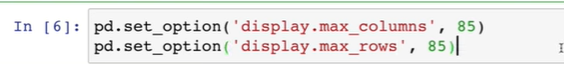 In [6]: pd.set_option('display.max_columns', 85)
pd.set_option('display.max_rows', 85)